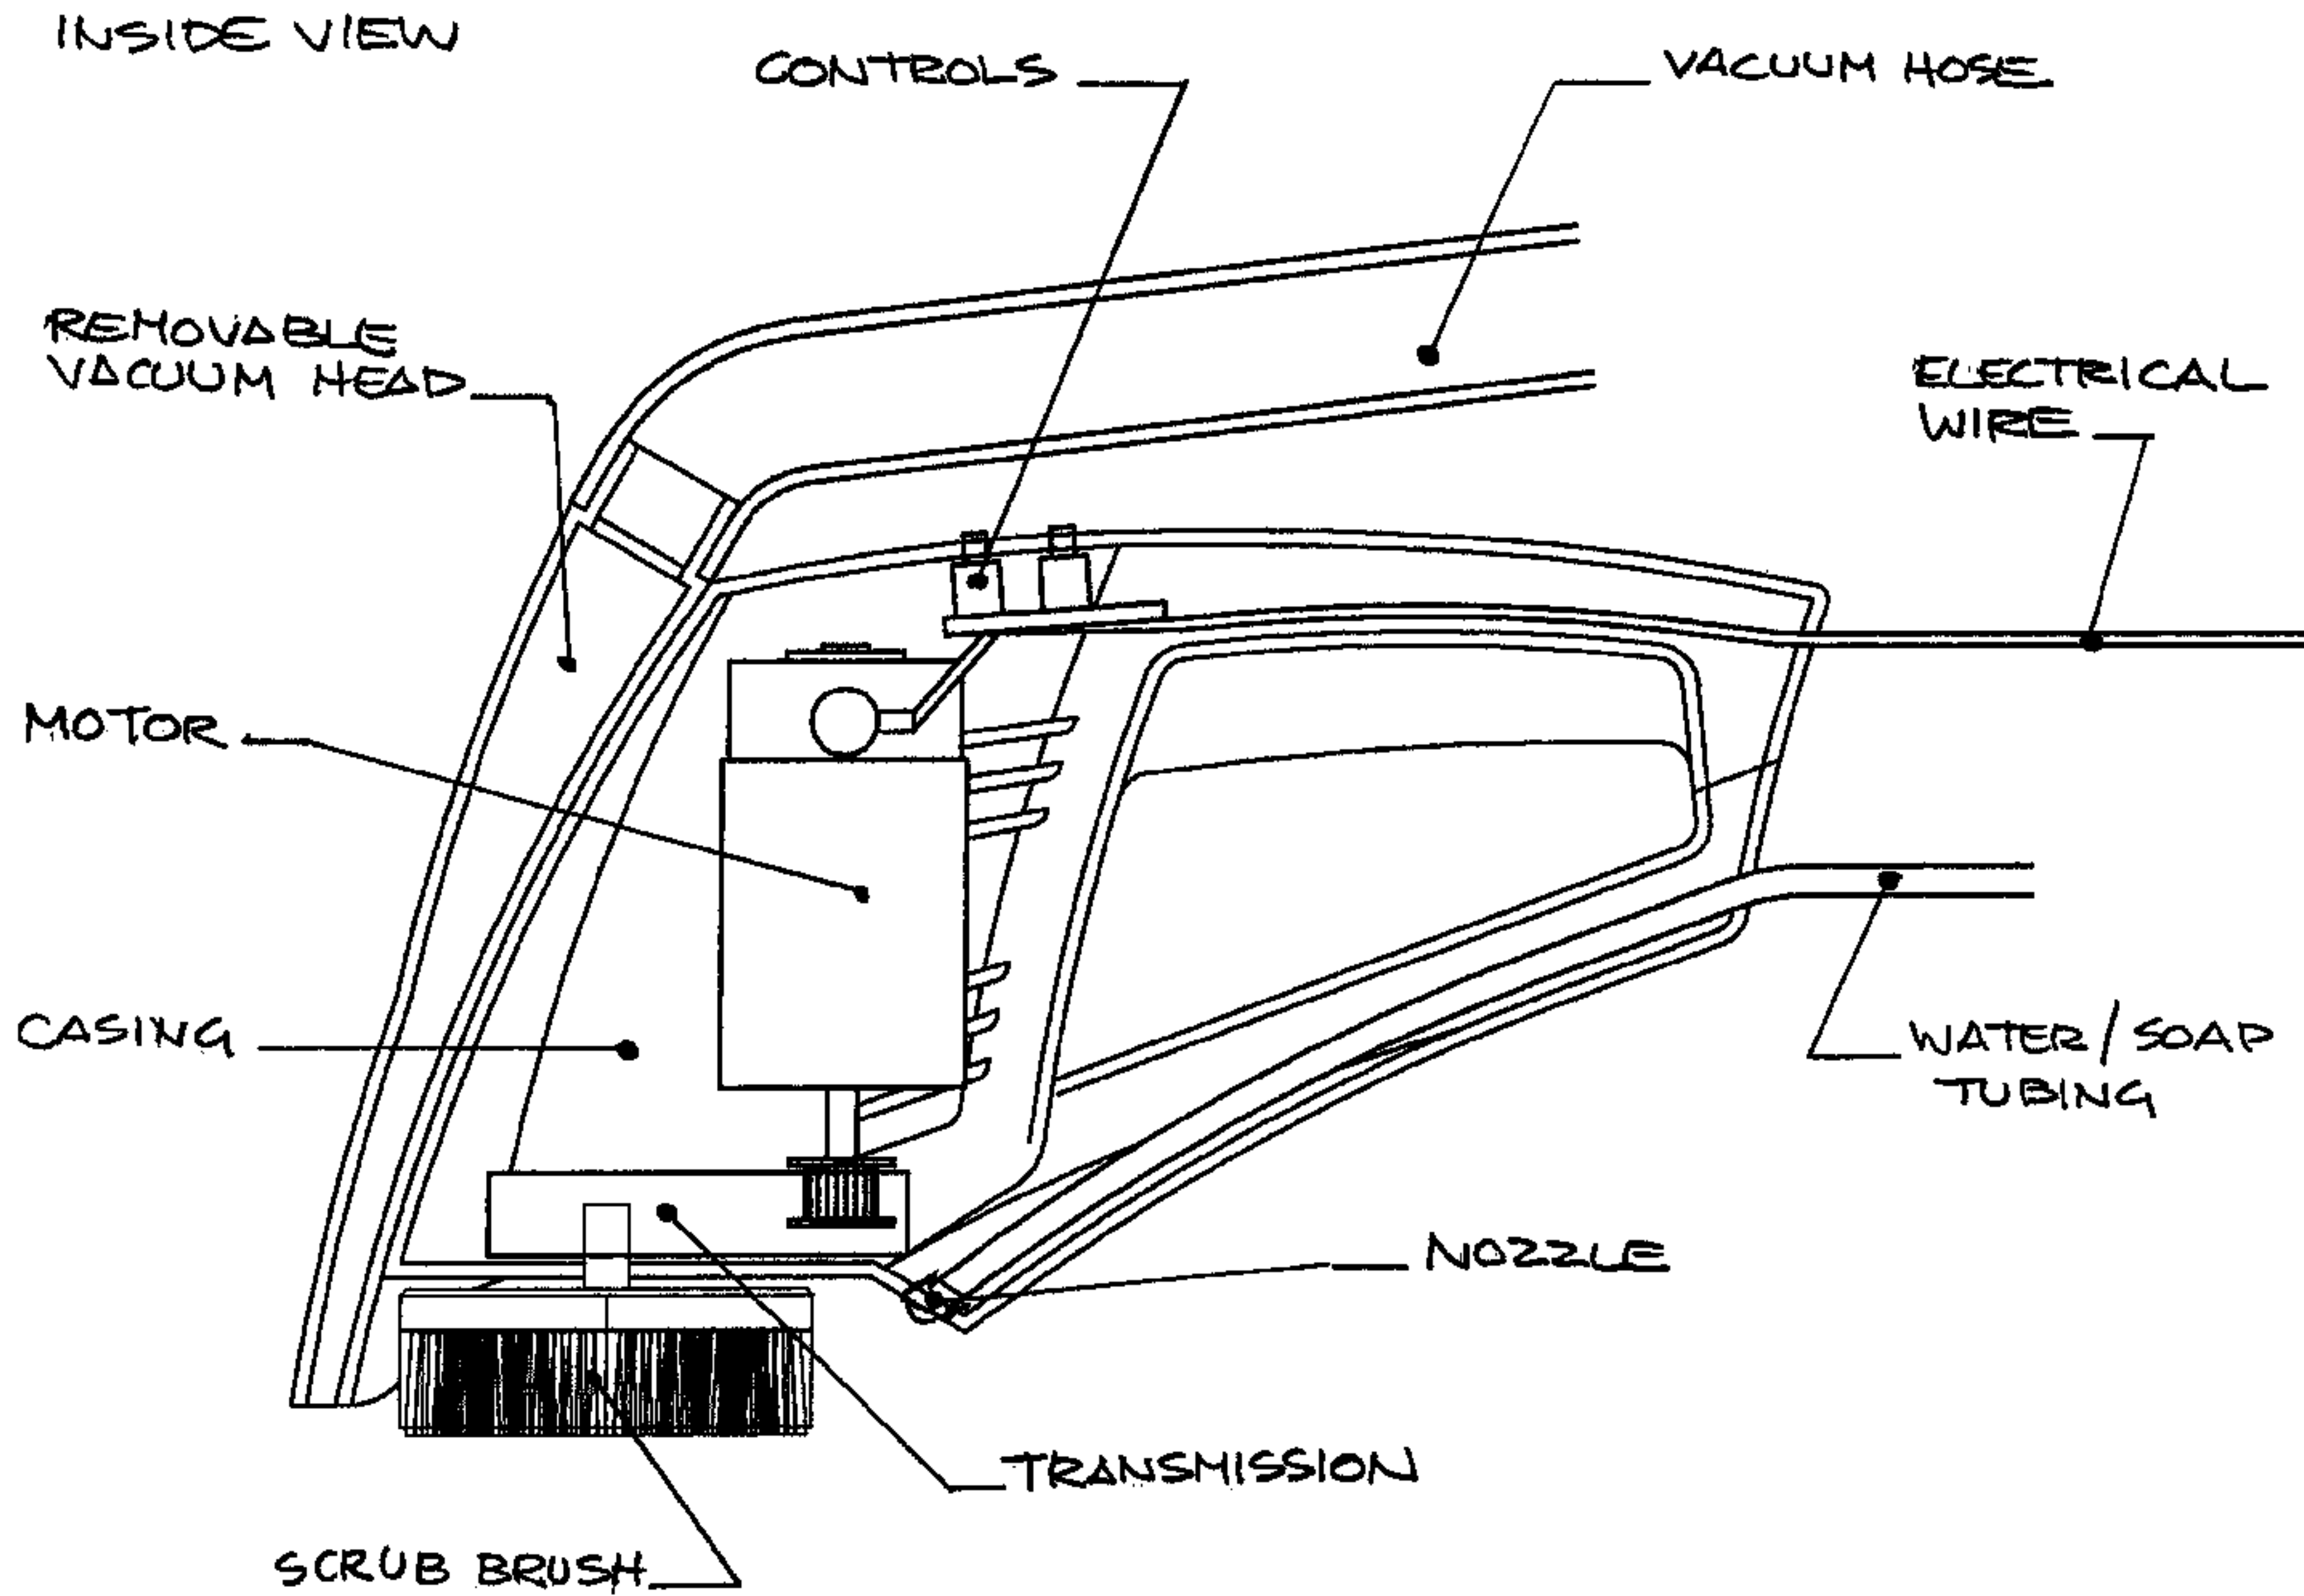 INSIDE VIEW
CONTROLS
VACUUM HOSE
REMOVABLE
VACUUM HEAD
ELECTRICAL
WIRE
MOTOR
CASING
WATER/SOAP
TUBING
NOZZLE
TRANSMISSION
SCRUB BRUSH